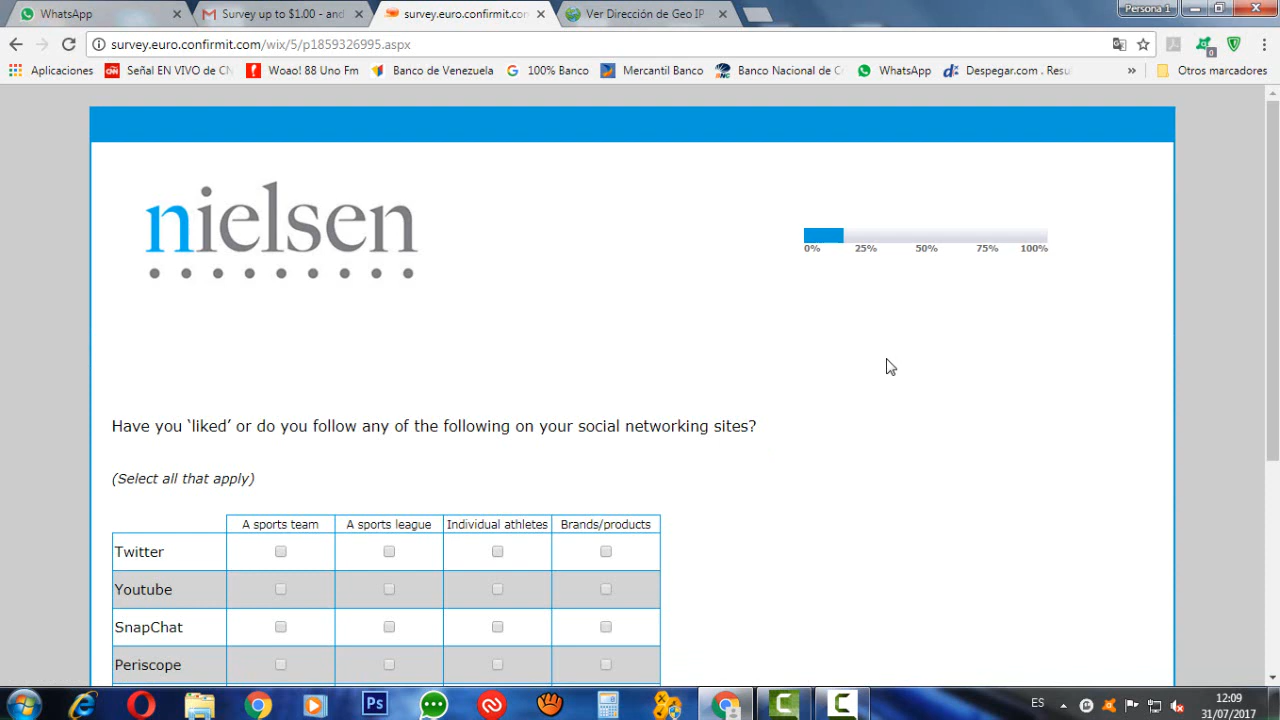 WhatsApp
Survey up to $1.00 - and
survey.euro.confirmit.com
Ver Dirección de Geo IP
Persona 1
survey.euro.confirmit.com/wix/5/p1859326995.aspx
0
Aplicaciones
Señal EN VIVO de CN
Woao! 88 Uno Fm
Banco de Venezuela
100% Banco
Mercantil Banco
Banco Nacional de C
WhatsApp
Despegar.com . Resu
»
Otros marcadores
nielsen
0% 25% 50% 75% 100%
Have you ‘liked’ or do you follow any of the following on your social networking sites?
(Select all that apply)
A sports team A sports league Individual athletes Brands/products
Twitter
Youtube
SnapChat
Periscope
Ps
ES
12:09
31/07/2017